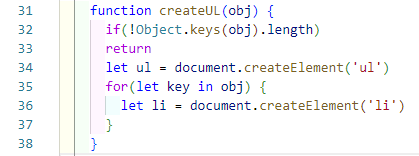 31 function createUL(obj) {
32 if(!Object.keys(obj).length)
33 return
34 let ul = document.createElement('ul')
35 for(let key in obj) {
36 let li = document.createElement('li')
37 }
38 }